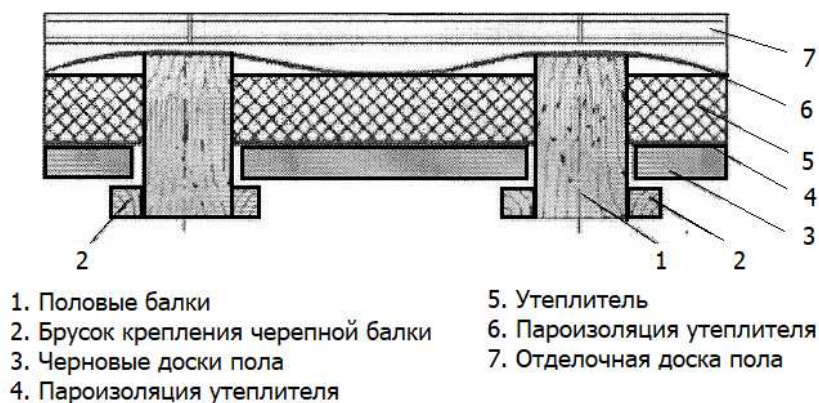 7
6
5
4
3
2
1
2
1. Половые балки
2. Брусок крепления черепной балки
3. Черновые доски пола
4. Пароизоляция утеплителя
5. Утеплитель
6. Пароизоляция утеплителя
7. Отделочная доска пола